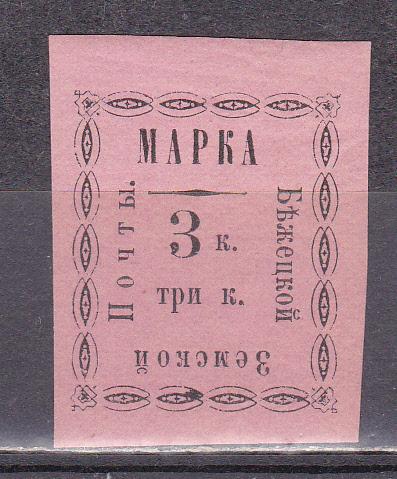 МАРКА
Бѣжецкой
Земской
Почты.
3 к.
три к.